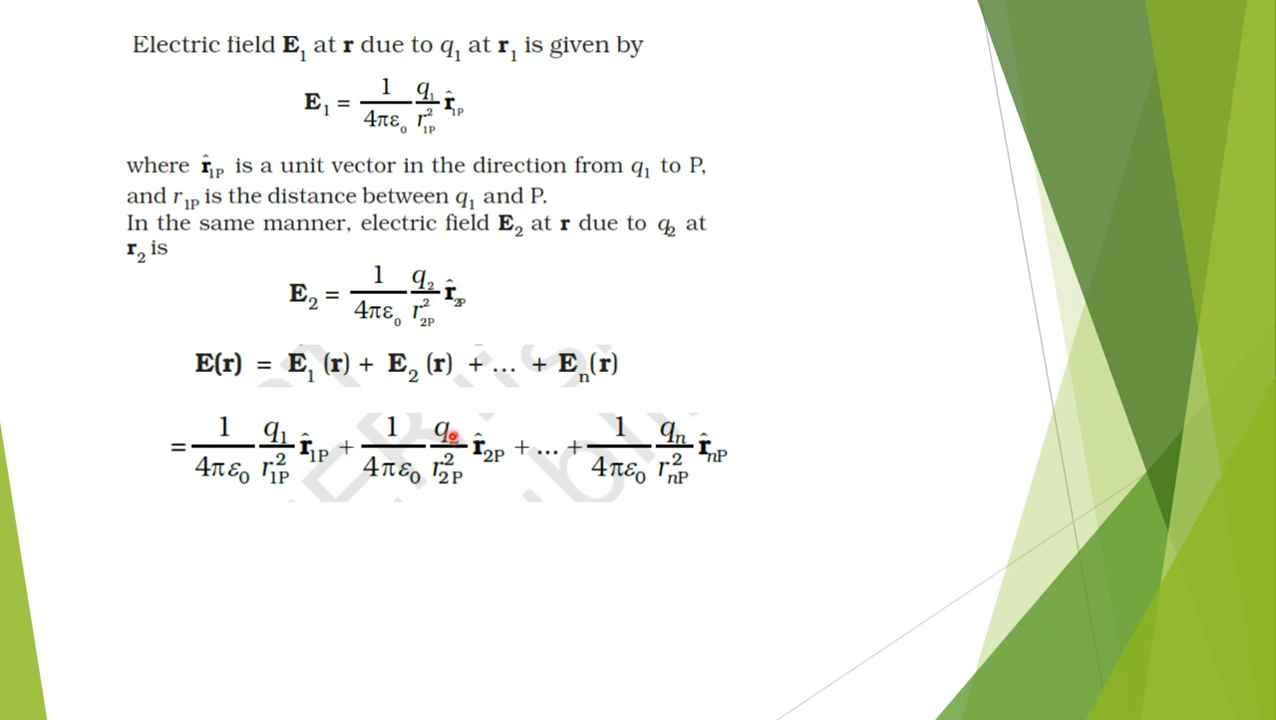 Electric field E₁ at r due to q₁ at r₁ is given by
E₁ = 1/4πε₀ q₁/r²₁P r̂₁P
where r̂₁P is a unit vector in the direction from q₁ to P,
and r₁P is the distance between q₁ and P.
In the same manner, electric field E₂ at r due to q₂ at
r₂ is
E₂ = 1/4πε₀ q₂/r²₂P r̂₂P
E(r) = E₁ (r) + E₂ (r) + … + Eₙ(r)
= 1/4πε₀ q₁/r²₁P r̂₁P + 1/4πε₀ q/r²₂P r̂₂P + ... + 1/4πε₀ qₙ/r²ₙP r̂ₙP